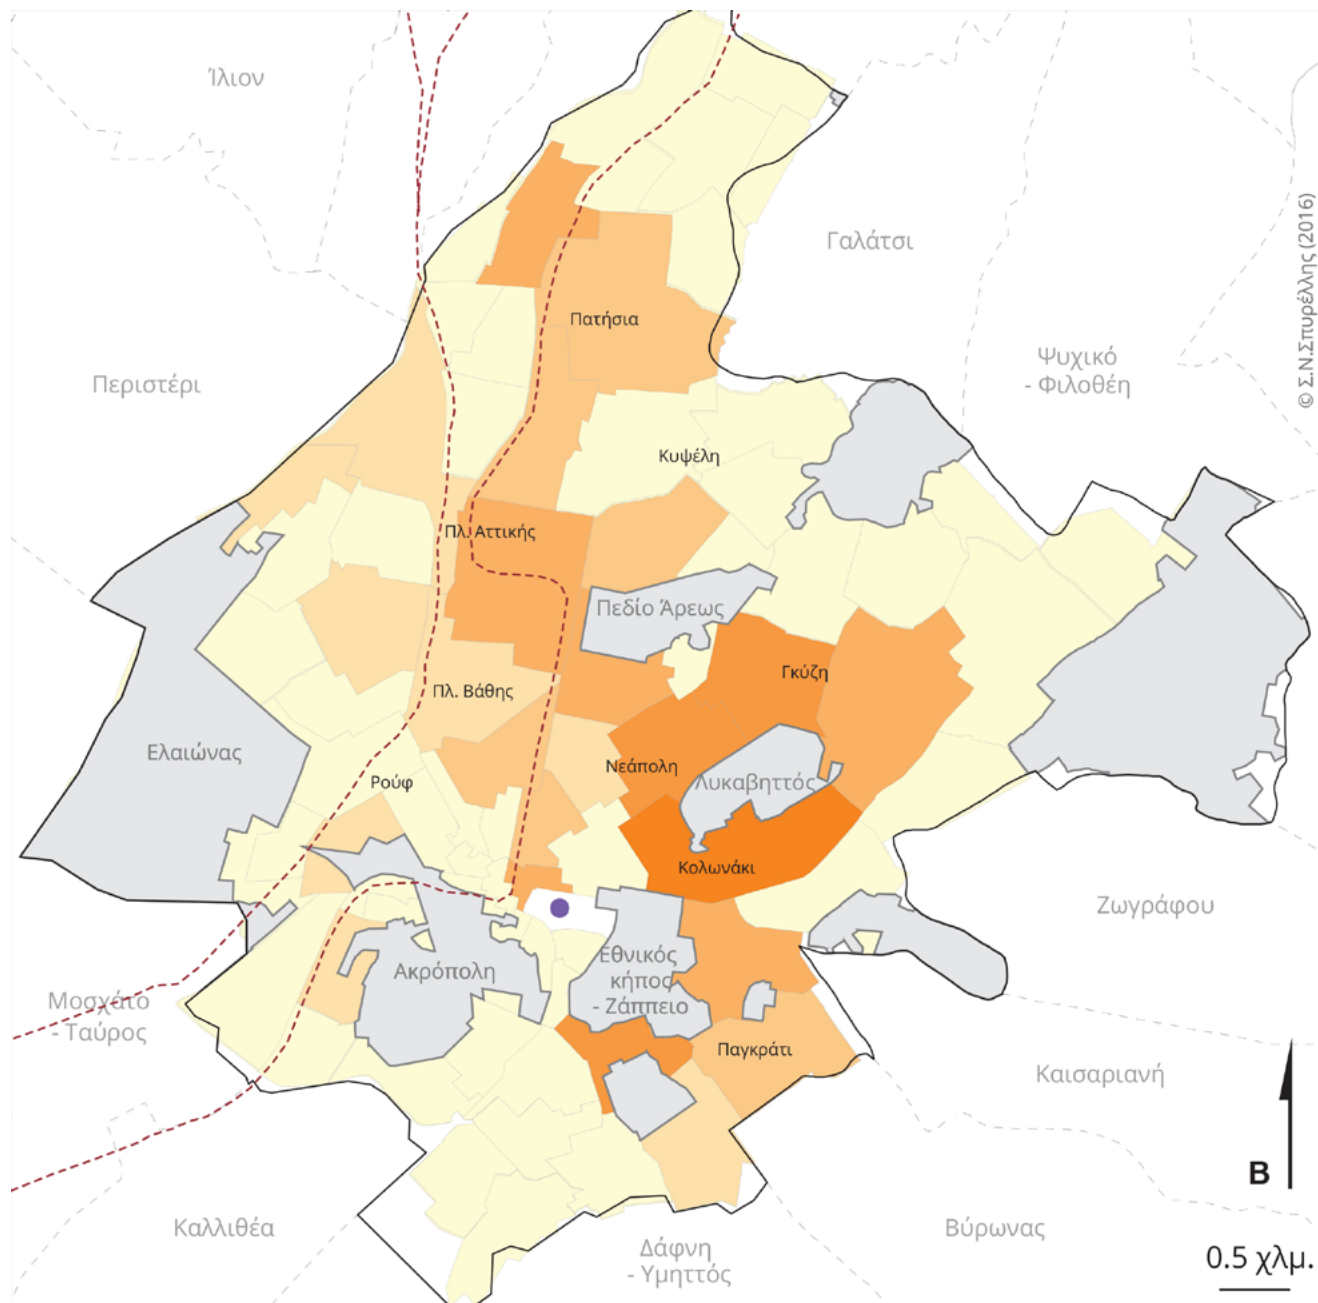 Ίλιον
Γαλάτσι
© Σ.Ν.Σπυρέλλης (2016)
Πατήσια
Ψυχικό
- Φιλοθέη
Περιστέρι
Κυψέλη
Πλ. Αττικής
Πεδίο Άρεως
Γκύζη
Πλ. Βάθης
Ελαιώνας
Νεάπολη
Ρούφ
Λυκαβηττός
Κολωνάκι
Ζωγράφου
Εθνικός
κήπος
- Ζάππειο
Ακρόπολη
Μοσχάτο
- Ταύρος
Παγκράτι
Καισαριανή
Β
Καλλιθέα
Βύρωνας
Δάφνη
- Υμηττός
0.5 χλμ.